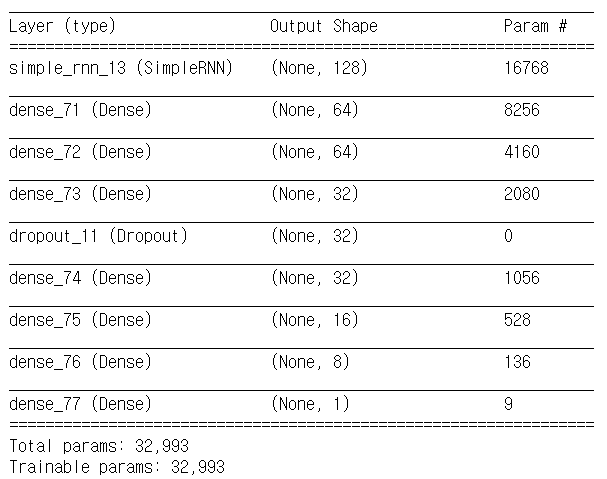 Layer (type) Output Shape Param #
simple_rnn_13 (SimpleRNN) (None, 128) 16768
dense_71 (Dense) (None, 64) 8256
dense_72 (Dense) (None, 64) 4160
dense_73 (Dense) (None, 32) 2080
dropout_11 (Dropout) (None, 32) 0
dense_74 (Dense) (None, 32) 1056
dense_75 (Dense) (None, 16) 528
dense_76 (Dense) (None, 8) 136
dense_77 (Dense) (None, 1) 9
Total params: 32,993
Trainable params: 32,993